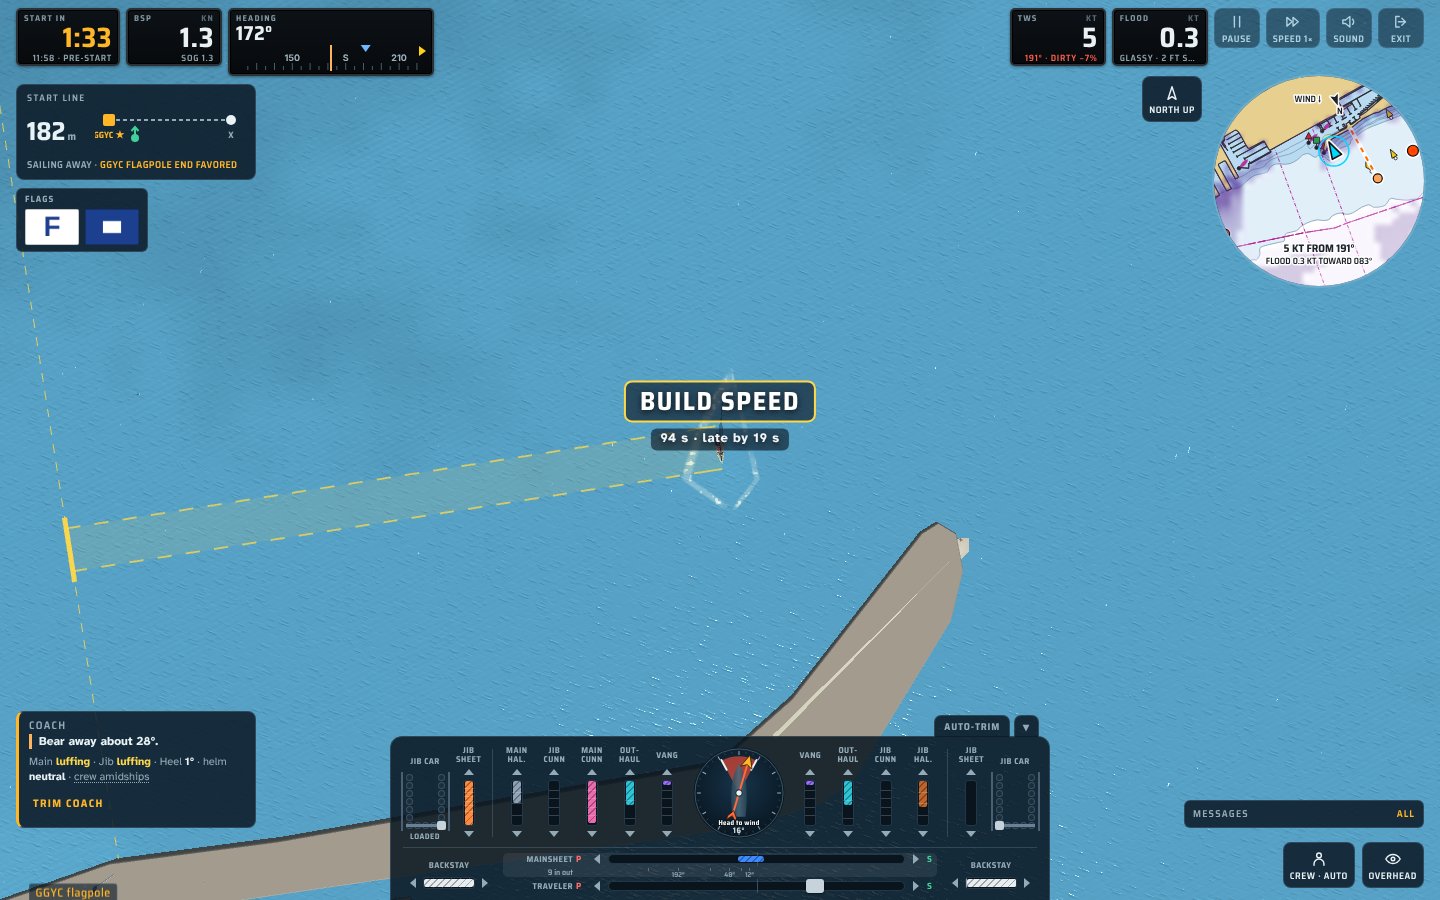 START IN
1:33
11:58 · PRE-START
BSP KN
1.3
SOG 1.3
HEADING
172°
150 S 210
TWS KT
5
191° · DIRTY -7%
FLOOD KT
0.3
GLASSY · 2 FT S...
PAUSE
SPEED 1×
SOUND
EXIT
NORTH UP
WIND
N
5 KT FROM 191°
FLOOD 0.3 KT TOWARD 083°
START LINE
182 m
GGYC ★ X
SAILING AWAY · GGYC FLAGPOLE END FAVORED
FLAGS
F
BUILD SPEED
94 s · late by 19 s
COACH
Bear away about 28°.
Main luffing · Jib luffing · Heel 1° · helm
neutral · crew amidships
TRIM COACH
GGYC flagpole
AUTO-TRIM ▼
JIB CAR
LOADED
JIB SHEET
MAIN HAL.
JIB CUNN
MAIN CUNN
OUT-HAUL
VANG
Head to wind
16°
VANG
OUT-HAUL
JIB CUNN
JIB HAL.
JIB SHEET
JIB CAR
BACKSTAY
MAINSHEET P S
9 in out
192" 48" 12"
TRAVELER P S
BACKSTAY
MESSAGES ALL
CREW · AUTO
OVERHEAD